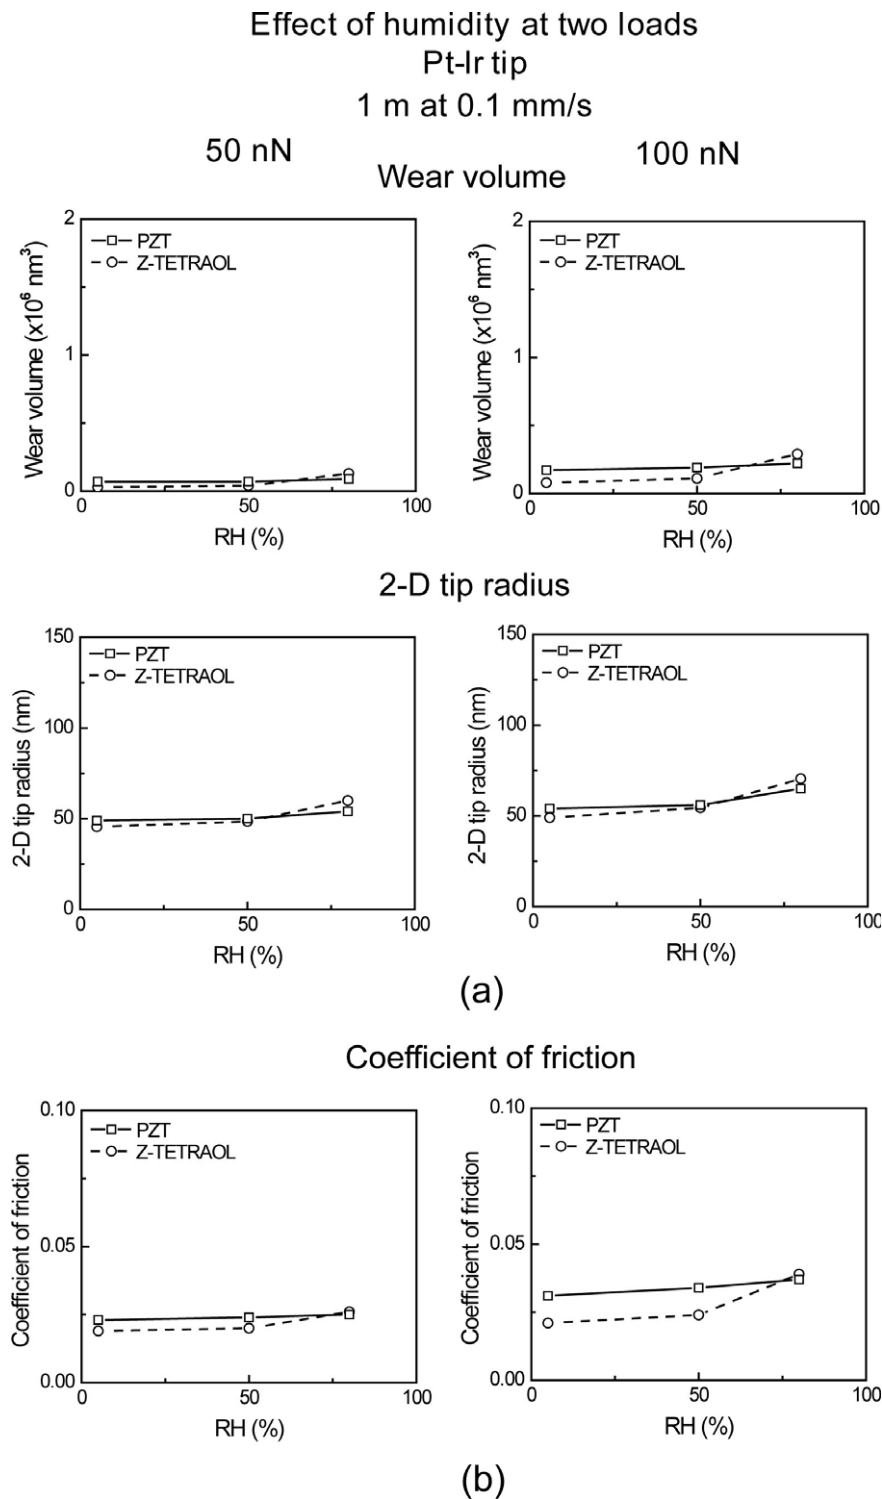 Effect of humidity at two loads
Pt-Ir tip
1 m at 0.1 mm/s
50 nN
100 nN
Wear volume
2
1
0
Wear volume (x10⁶ nm³)
PZT
Z-TETRAOL
0
50
100
RH (%)
2
1
0
Wear volume (x10⁶ nm³)
PZT
Z-TETRAOL
0
50
100
RH (%)
2-D tip radius
150
100
50
0
2-D tip radius (nm)
PZT
Z-TETRAOL
0
50
100
RH (%)
150
100
50
0
2-D tip radius (nm)
PZT
Z-TETRAOL
0
50
100
RH (%)
(a)
Coefficient of friction
0.10
0.05
0.00
Coefficient of friction
PZT
Z-TETRAOL
0
50
100
RH (%)
0.10
0.05
0.00
Coefficient of friction
PZT
Z-TETRAOL
0
50
100
RH (%)
(b)